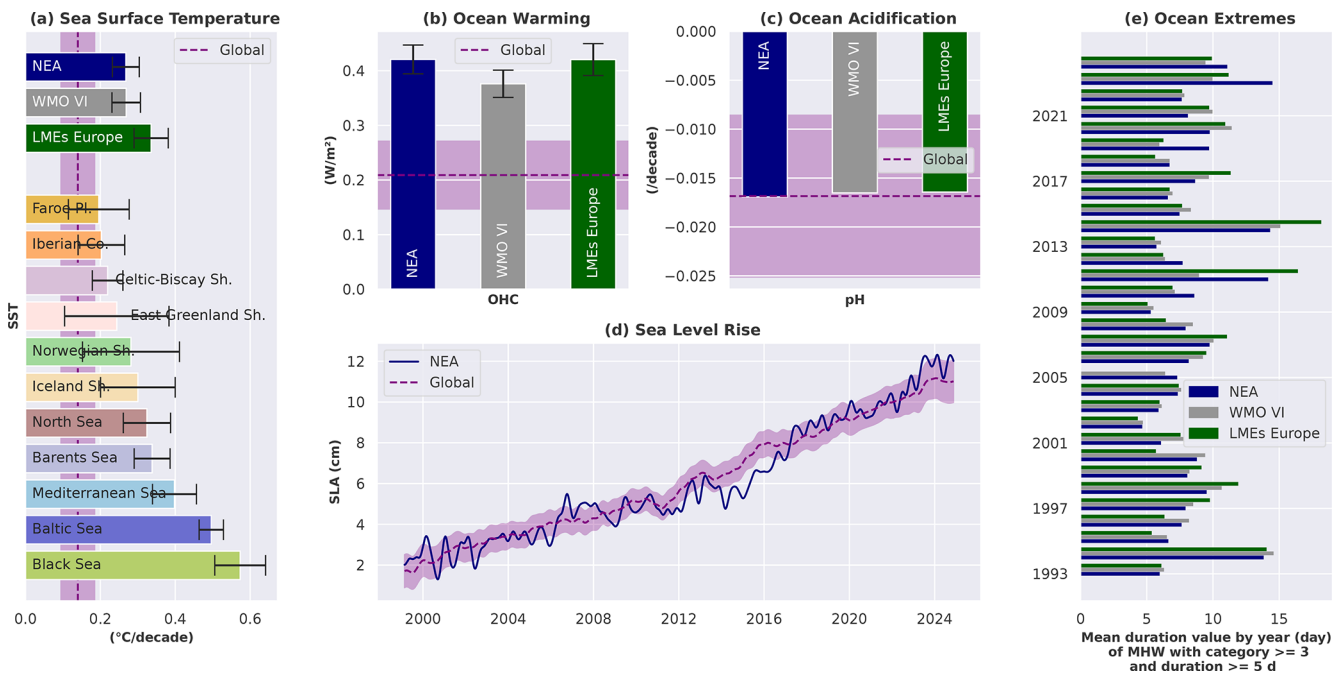 (a) Sea Surface Temperature
Global
NEA
WMO VI
LMEs Europe
Faroe Pl.
Iberian Co.
Celtic-Biscay Sh.
East Greenland Sh.
Norwegian Sh.
Iceland Sh.
North Sea
Barents Sea
Mediterranean Sea
Baltic Sea
Black Sea
SST
0.0 0.2 0.4 0.6
(°C/decade)
(b) Ocean Warming
Global
0.4
0.3
0.2
0.1
0.0
(W/m²)
NEA
WMO VI
LMEs Europe
OHC
(c) Ocean Acidification
0.000
−0.005
−0.010
−0.015
−0.020
−0.025
(/decade)
NEA
WMO VI
LMEs Europe
Global
pH
(d) Sea Level Rise
NEA
Global
12
10
8
6
4
2
SLA (cm)
2000 2004 2008 2012 2016 2020 2024
(e) Ocean Extremes
2021
2017
2013
2009
2005
2001
1997
1993
NEA
WMO VI
LMEs Europe
0 5 10 15
Mean duration value by year (day)
of MHW with category >= 3
and duration >= 5 d